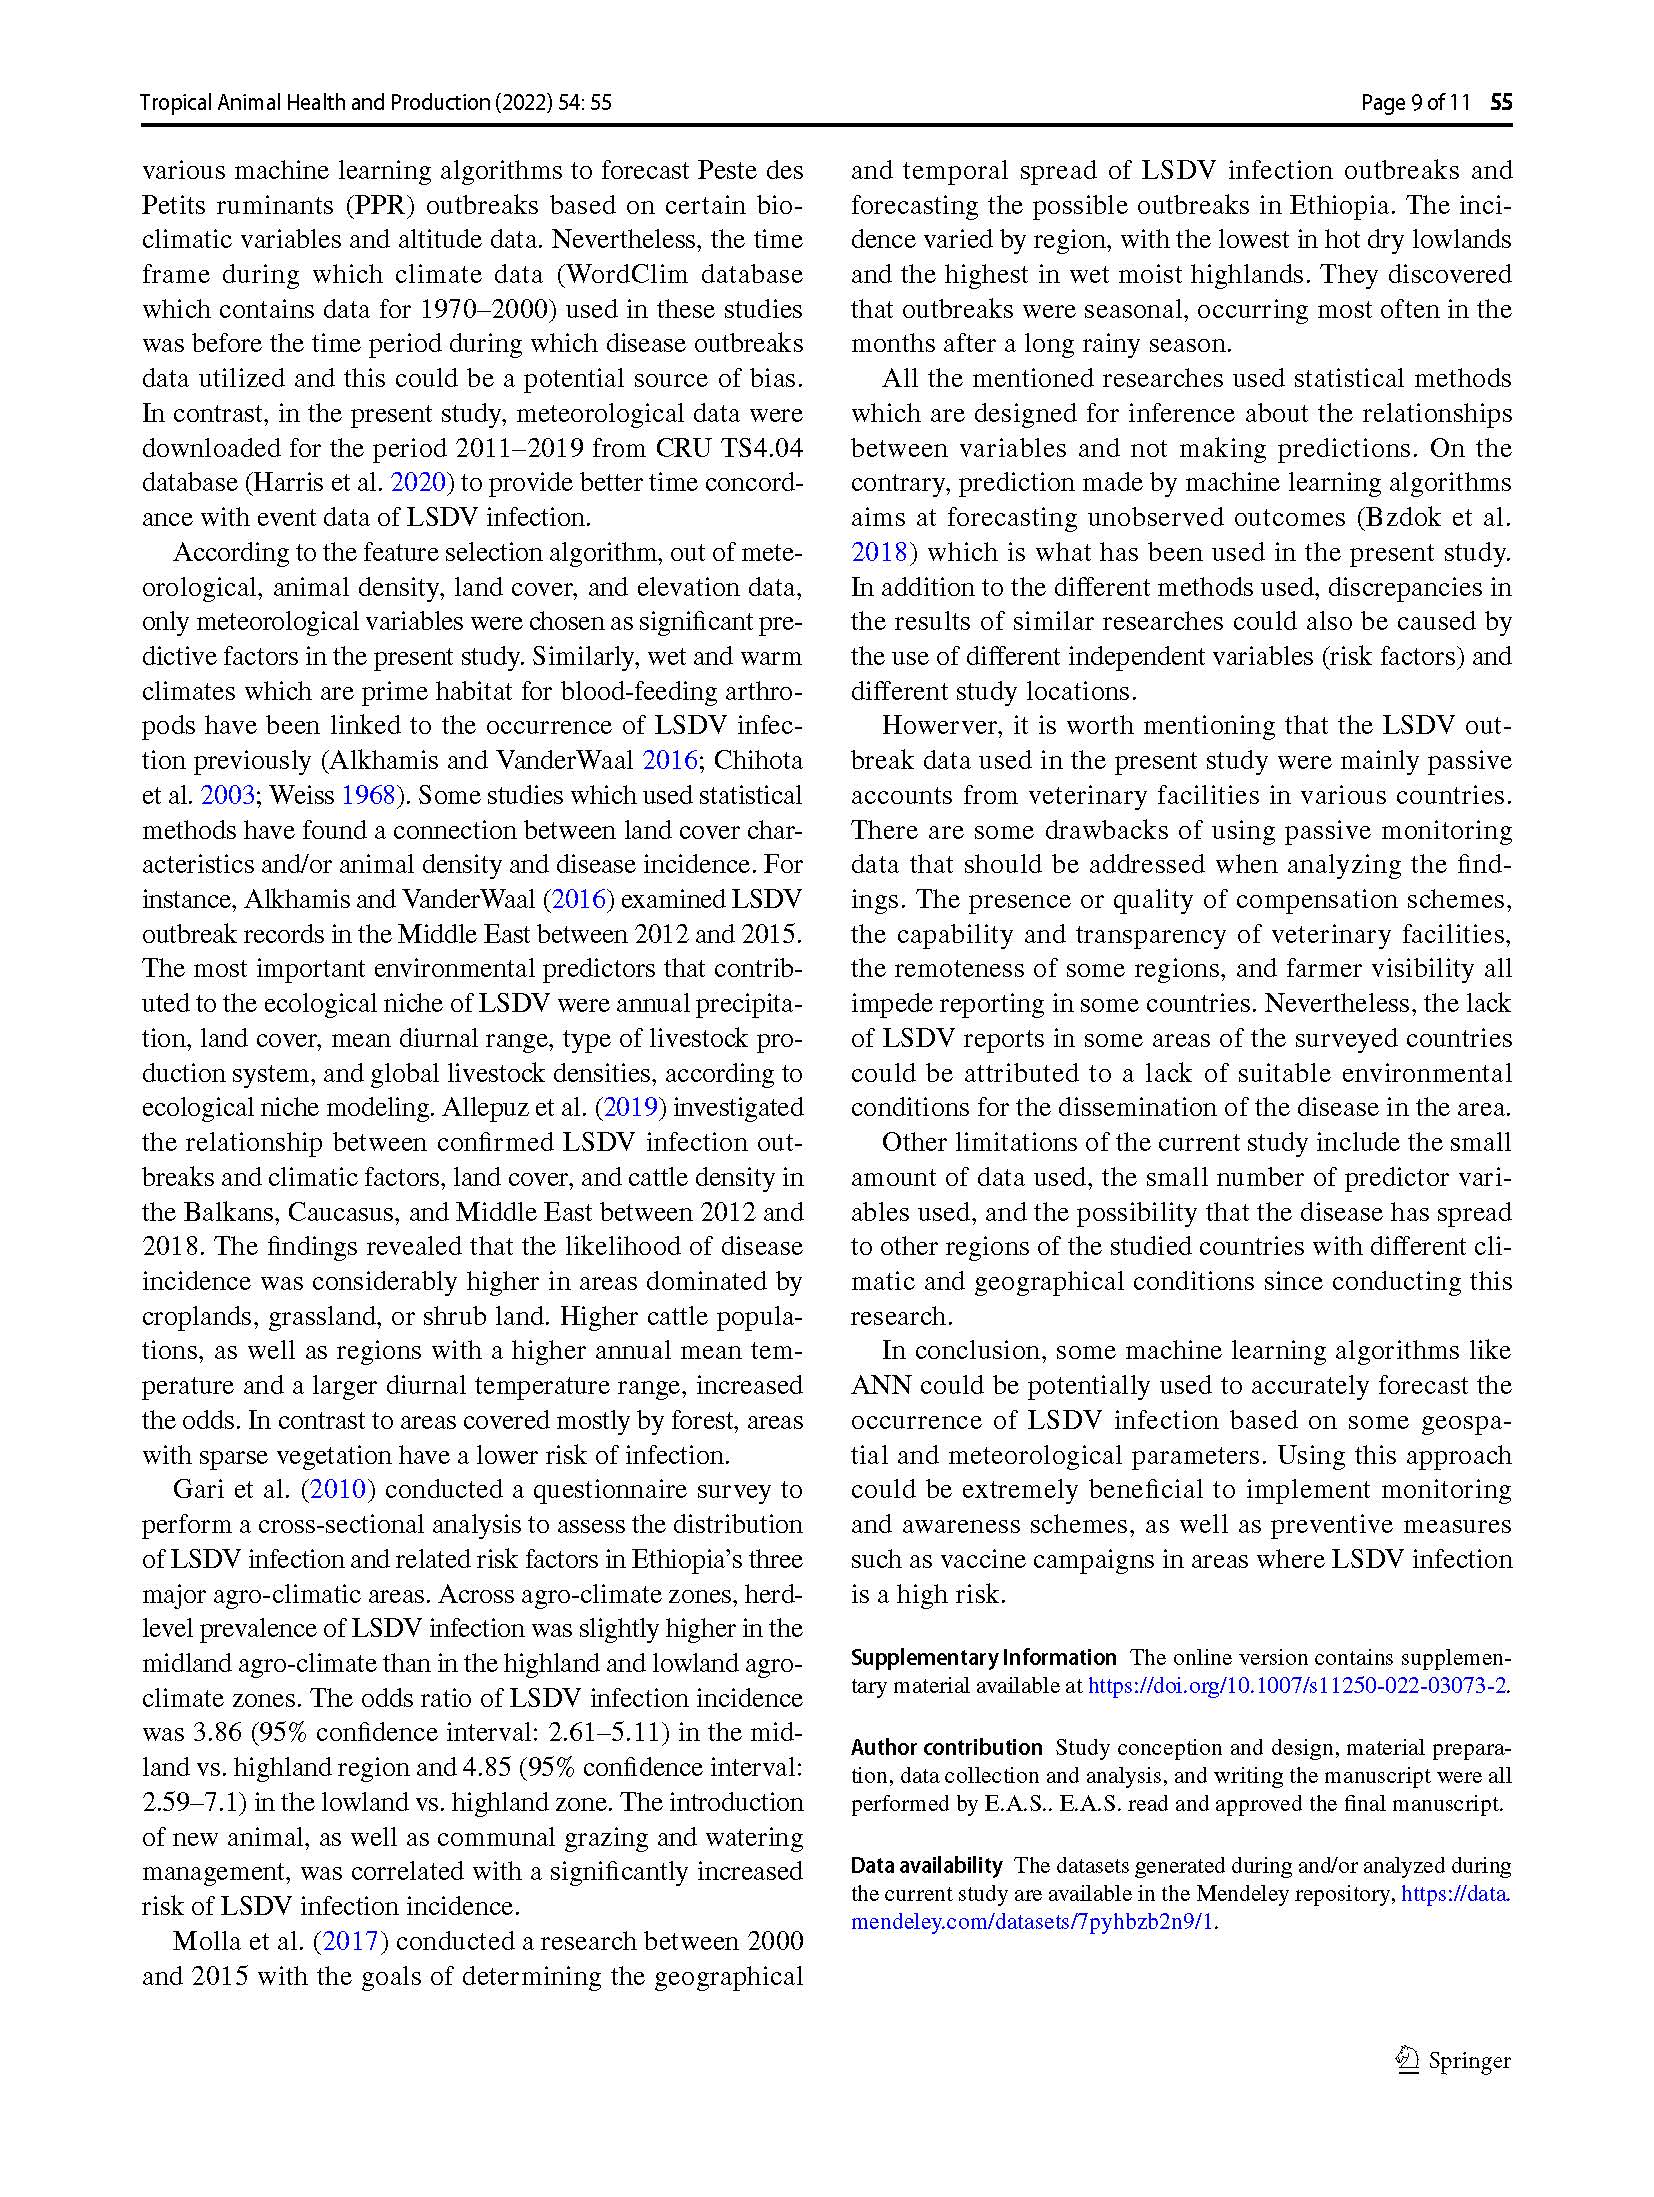 Tropical Animal Health and Production (2022) 54: 55
Page 9 of 11 55
various machine learning algorithms to forecast Peste des
Petits ruminants (PPR) outbreaks based on certain bio-
climatic variables and altitude data. Nevertheless, the time
frame during which climate data (WordClim database
which contains data for 1970–2000) used in these studies
was before the time period during which disease outbreaks
data utilized and this could be a potential source of bias.
In contrast, in the present study, meteorological data were
downloaded for the period 2011–2019 from CRU TS4.04
database (Harris et al. 2020) to provide better time concord-
ance with event data of LSDV infection.
According to the feature selection algorithm, out of mete-
orological, animal density, land cover, and elevation data,
only meteorological variables were chosen as significant pre-
dictive factors in the present study. Similarly, wet and warm
climates which are prime habitat for blood-feeding arthro-
pods have been linked to the occurrence of LSDV infec-
tion previously (Alkhamis and VanderWaal 2016; Chihota
et al. 2003; Weiss 1968). Some studies which used statistical
methods have found a connection between land cover char-
acteristics and/or animal density and disease incidence. For
instance, Alkhamis and VanderWaal (2016) examined LSDV
outbreak records in the Middle East between 2012 and 2015.
The most important environmental predictors that contrib-
uted to the ecological niche of LSDV were annual precipita-
tion, land cover, mean diurnal range, type of livestock pro-
duction system, and global livestock densities, according to
ecological niche modeling. Allepuz et al. (2019) investigated
the relationship between confirmed LSDV infection out-
breaks and climatic factors, land cover, and cattle density in
the Balkans, Caucasus, and Middle East between 2012 and
2018. The findings revealed that the likelihood of disease
incidence was considerably higher in areas dominated by
croplands, grassland, or shrub land. Higher cattle popula-
tions, as well as regions with a higher annual mean tem-
perature and a larger diurnal temperature range, increased
the odds. In contrast to areas covered mostly by forest, areas
with sparse vegetation have a lower risk of infection.
Gari et al. (2010) conducted a questionnaire survey to
perform a cross-sectional analysis to assess the distribution
of LSDV infection and related risk factors in Ethiopia’s three
major agro-climatic areas. Across agro-climate zones, herd-
level prevalence of LSDV infection was slightly higher in the
midland agro-climate than in the highland and lowland agro-
climate zones. The odds ratio of LSDV infection incidence
was 3.86 (95% confidence interval: 2.61–5.11) in the mid-
land vs. highland region and 4.85 (95% confidence interval:
2.59–7.1) in the lowland vs. highland zone. The introduction
of new animal, as well as communal grazing and watering
management, was correlated with a significantly increased
risk of LSDV infection incidence.
Molla et al. (2017) conducted a research between 2000
and 2015 with the goals of determining the geographical
and temporal spread of LSDV infection outbreaks and
forecasting the possible outbreaks in Ethiopia. The inci-
dence varied by region, with the lowest in hot dry lowlands
and the highest in wet moist highlands. They discovered
that outbreaks were seasonal, occurring most often in the
months after a long rainy season.
All the mentioned researches used statistical methods
which are designed for inference about the relationships
between variables and not making predictions. On the
contrary, prediction made by machine learning algorithms
aims at forecasting unobserved outcomes (Bzdok et al.
2018) which is what has been used in the present study.
In addition to the different methods used, discrepancies in
the results of similar researches could also be caused by
the use of different independent variables (risk factors) and
different study locations.
Howerver, it is worth mentioning that the LSDV out-
break data used in the present study were mainly passive
accounts from veterinary facilities in various countries.
There are some drawbacks of using passive monitoring
data that should be addressed when analyzing the find-
ings. The presence or quality of compensation schemes,
the capability and transparency of veterinary facilities,
the remoteness of some regions, and farmer visibility all
impede reporting in some countries. Nevertheless, the lack
of LSDV reports in some areas of the surveyed countries
could be attributed to a lack of suitable environmental
conditions for the dissemination of the disease in the area.
Other limitations of the current study include the small
amount of data used, the small number of predictor vari-
ables used, and the possibility that the disease has spread
to other regions of the studied countries with different cli-
matic and geographical conditions since conducting this
research.
In conclusion, some machine learning algorithms like
ANN could be potentially used to accurately forecast the
occurrence of LSDV infection based on some geospa-
tial and meteorological parameters. Using this approach
could be extremely beneficial to implement monitoring
and awareness schemes, as well as preventive measures
such as vaccine campaigns in areas where LSDV infection
is a high risk.
Supplementary Information The online version contains supplemen-
tary material available at https://doi.org/10.1007/s11250-022-03073-2.
Author contribution Study conception and design, material prepara-
tion, data collection and analysis, and writing the manuscript were all
performed by E.A.S.. E.A.S. read and approved the final manuscript.
Data availability The datasets generated during and/or analyzed during
the current study are available in the Mendeley repository, https://data.
mendeley.com/datasets/7pyhbzb2n9/1.
Springer